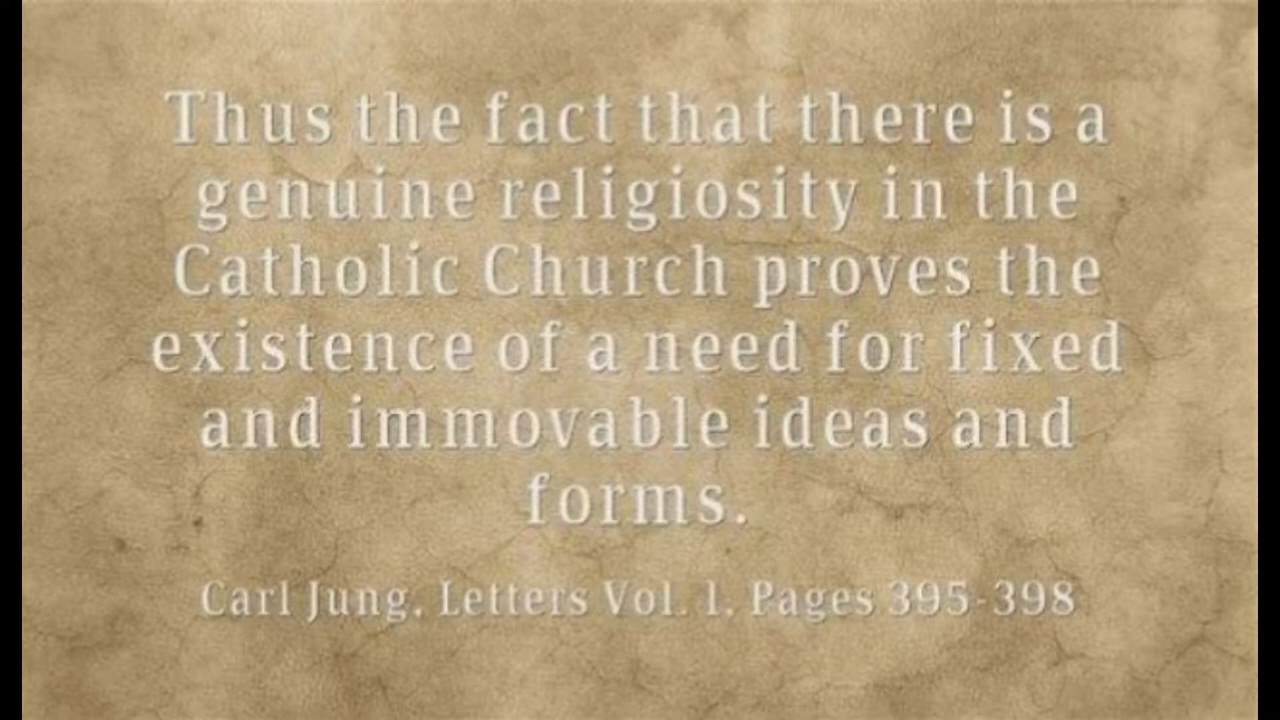 Thus the fact that there is a
genuine religiosity in the
Catholic Church proves the
existence of a need for fixed
and immovable ideas and
forms.
Carl Jung, Letters Vol. 1, Pages 395-398